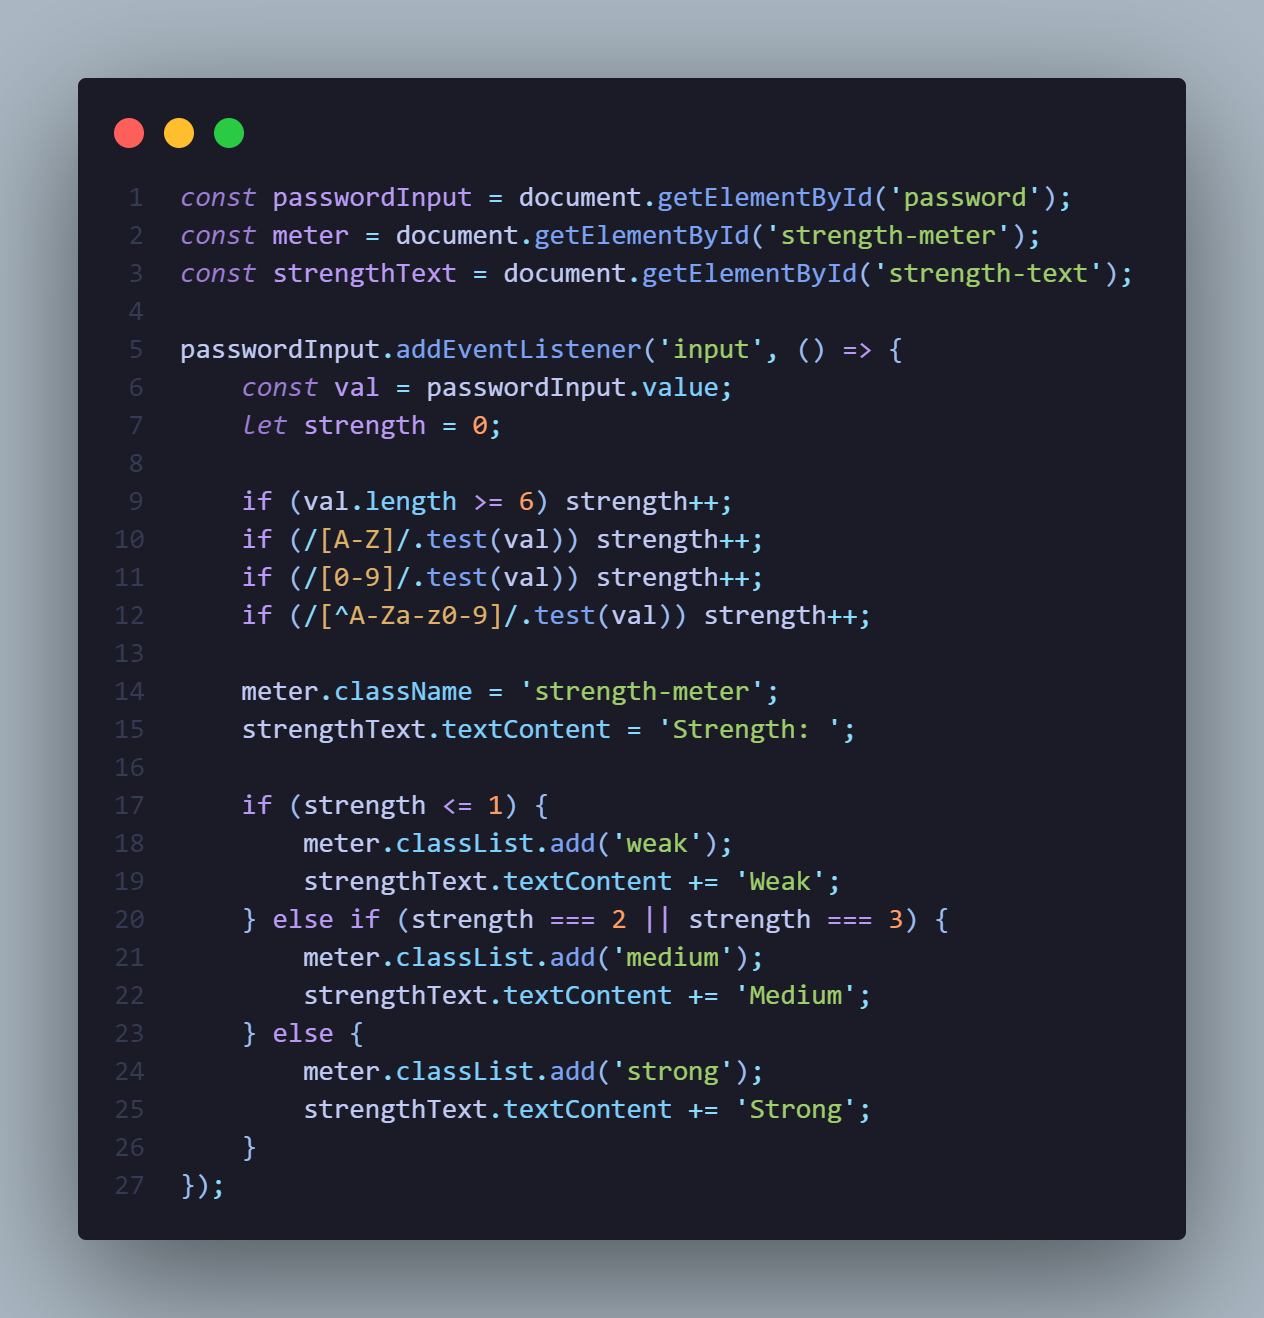 1 const passwordInput = document.getElementById('password');
2 const meter = document.getElementById('strength-meter');
3 const strengthText = document.getElementById('strength-text');
4
5 passwordInput.addEventListener('input', () => {
6     const val = passwordInput.value;
7     let strength = 0;
8
9     if (val.length >= 6) strength++;
10     if (/[A-Z]/.test(val)) strength++;
11     if (/[0-9]/.test(val)) strength++;
12     if (/[^A-Za-z0-9]/.test(val)) strength++;
13
14     meter.className = 'strength-meter';
15     strengthText.textContent = 'Strength: ';
16
17     if (strength <= 1) {
18         meter.classList.add('weak');
19         strengthText.textContent += 'Weak';
20     } else if (strength === 2 || strength === 3) {
21         meter.classList.add('medium');
22         strengthText.textContent += 'Medium';
23     } else {
24         meter.classList.add('strong');
25         strengthText.textContent += 'Strong';
26     }
27 });